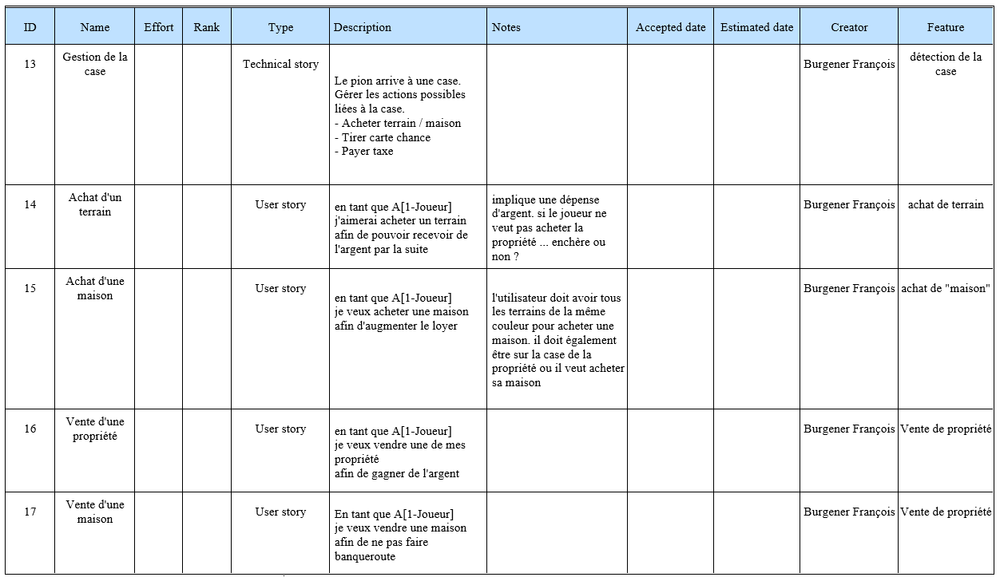 ID Name Effort Rank Type Description Notes Accepted date Estimated date Creator Feature
13
Gestion de la
case
Technical story
Le pion arrive à une case.
Gérer les actions possibles
liées à la case.
- Acheter terrain / maison
- Tirer carte chance
- Payer taxe
Burgener François
détection de la
case
14
Achat d'un
terrain
User story
en tant que A[1-Joueur]
j'aimerai acheter un terrain
afin de pouvoir recevoir de
l'argent par la suite
implique une dépense
d'argent. si le joueur ne
veut pas acheter la
propriété ... enchère ou
non ?
Burgener François
achat de terrain
15
Achat d'une
maison
User story
en tant que A[1-Joueur]
je veux acheter une maison
afin d'augmenter le loyer
l'utilisateur doit avoir tous
les terrains de la même
couleur pour acheter une
maison. il doit également
être sur la case de la
propriété ou il veut acheter
sa maison
Burgener François
achat de "maison"
16
Vente d'une
propriété
User story
en tant que A[1-Joueur]
je veux vendre une de mes
propriété
afin de gagner de l'argent
Burgener François
Vente de propriété
17
Vente d'une
maison
User story
En tant que A[1-Joueur]
je veux vendre une maison
afin de ne pas faire
banqueroute
Burgener François
Vente de propriété